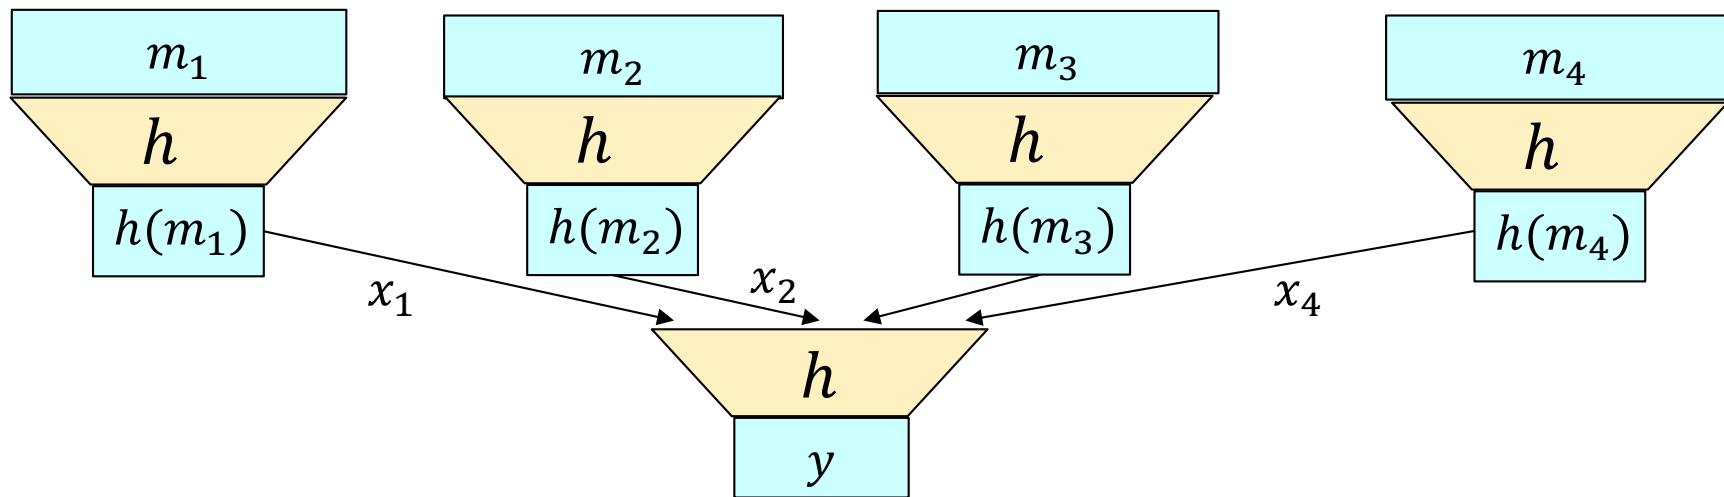 m₁ m₂ m₃ m₄
h h h h
h(m₁) h(m₂) h(m₃) h(m₄)
x₁ x₂ x₄
h
y